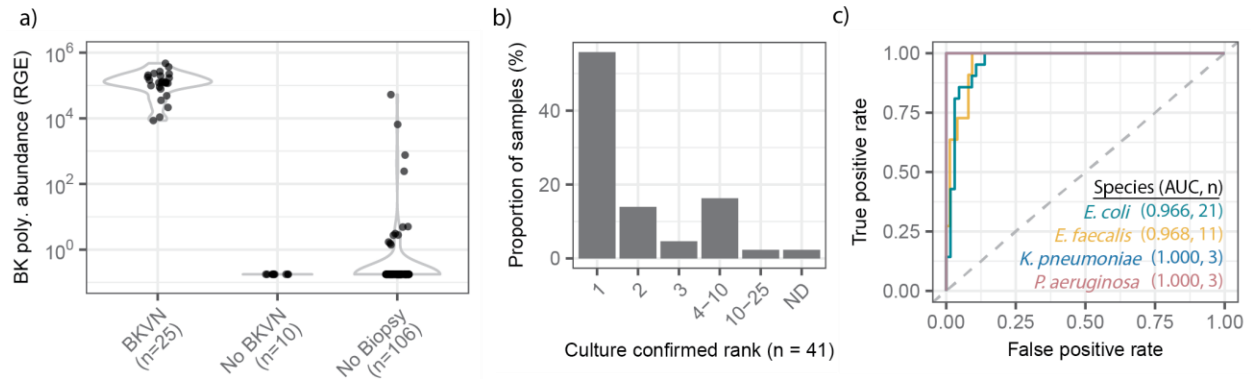 a)
BK poly. abundance (RGE)
10^6
10^4
10^2
10^0
BKVN
(n=25)
No BKVN
(n=10)
No Biopsy
(n=106)
b)
Proportion of samples (%)
40
20
0
1
2
3
4-10
10-25
ND
Culture confirmed rank (n = 41)
c)
True positive rate
1.00
0.75
0.50
0.25
0.00
Species (AUC, n)
E. coli (0.966, 21)
E. faecalis (0.968, 11)
K. pneumoniae (1.000, 3)
P. aeruginosa (1.000, 3)
0.00 0.25 0.50 0.75 1.00
False positive rate